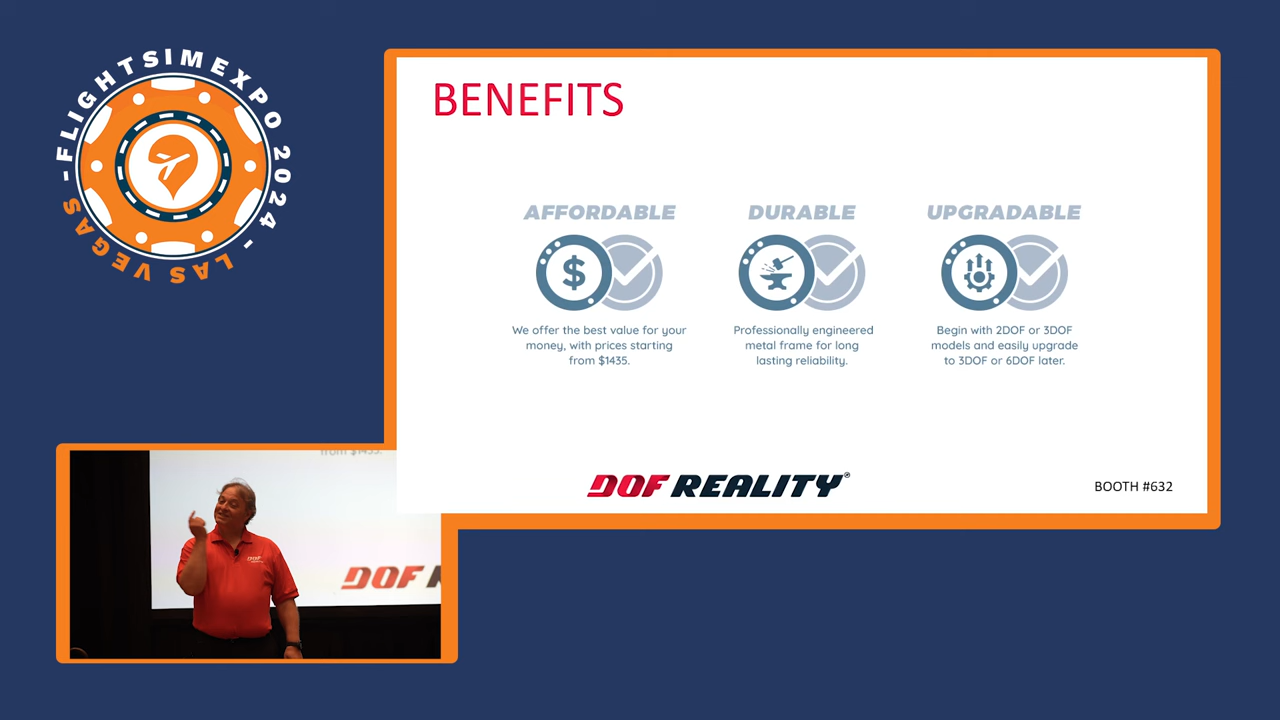 FLIGHTSIMEXPO 2024 - LAS VEGAS -
BENEFITS
AFFORDABLE
$
We offer the best value for your
money, with prices starting
from $1435.
DURABLE
Professionally engineered
metal frame for long
lasting reliability.
UPGRADABLE
Begin with 2DOF or 3DOF
models and easily upgrade
to 3DOF or 6DOF later.
DOF REALITY®
BOOTH #632
from $1435.
DOF R